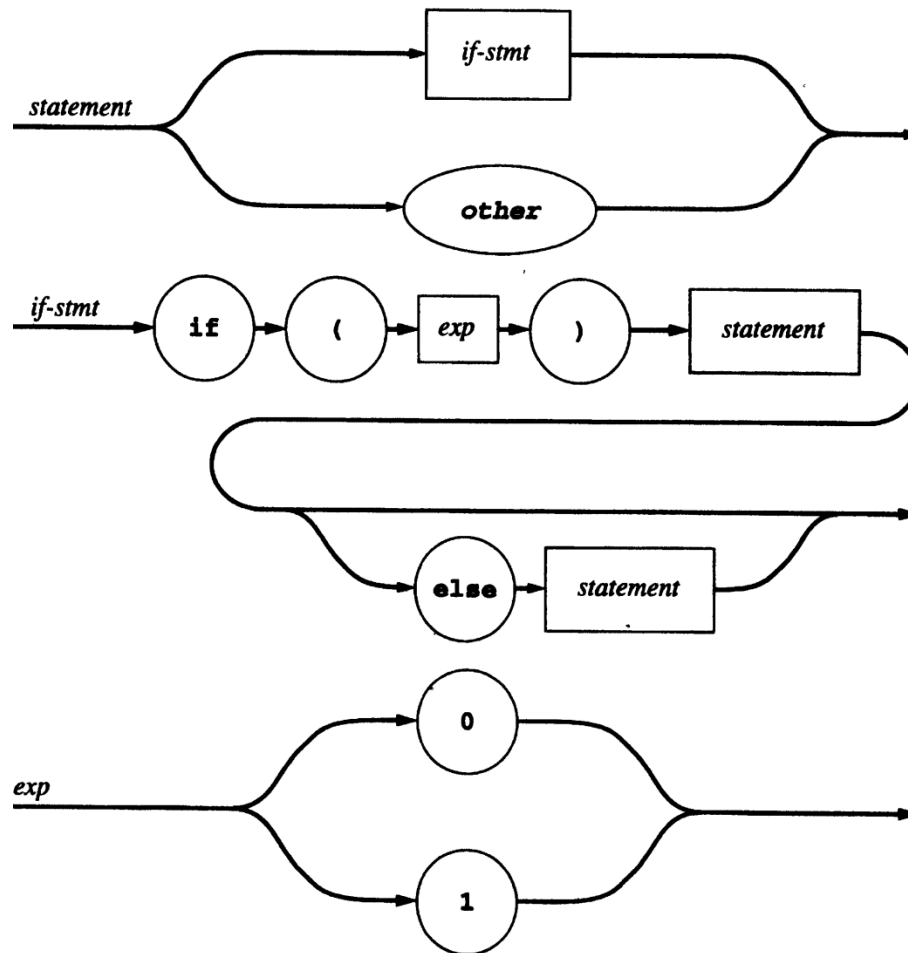 if-stmt
statement
other
if-stmt if ( exp ) statement
else statement
0
exp
1